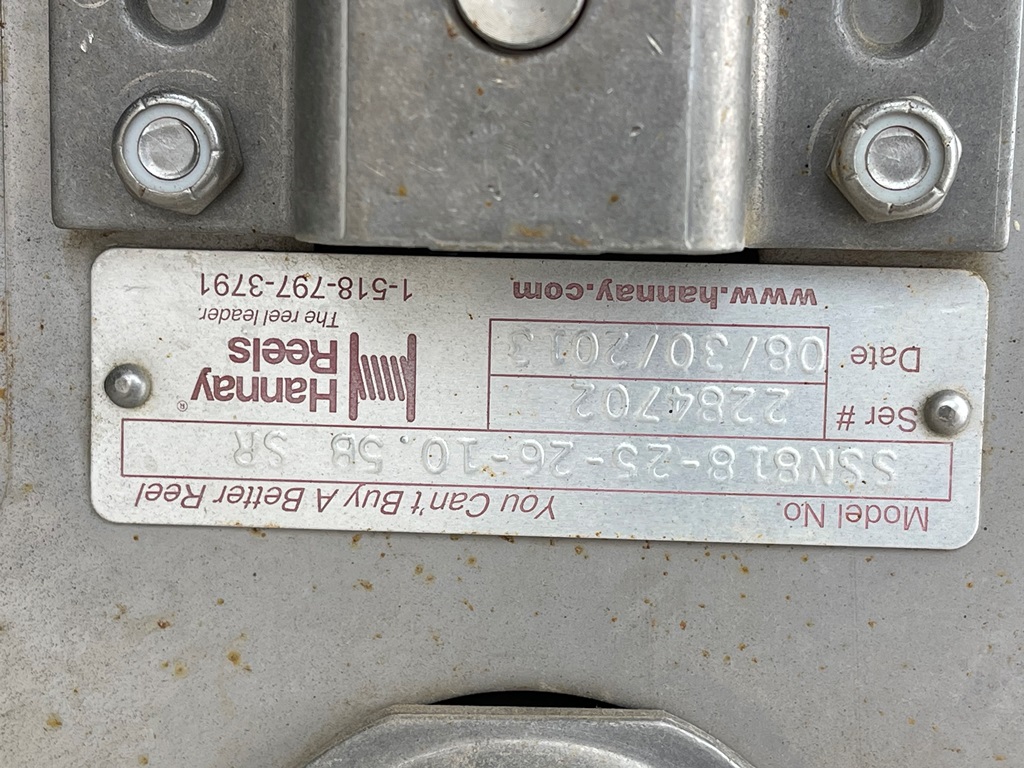 Model No. You Can't Buy A Better Reel
SSN818-25-26-10.5B SR
Ser # 2284702
Date 08/30/2013
www.hannay.com
Hannay®
Reels
The reel leader.
1-518-797-3791